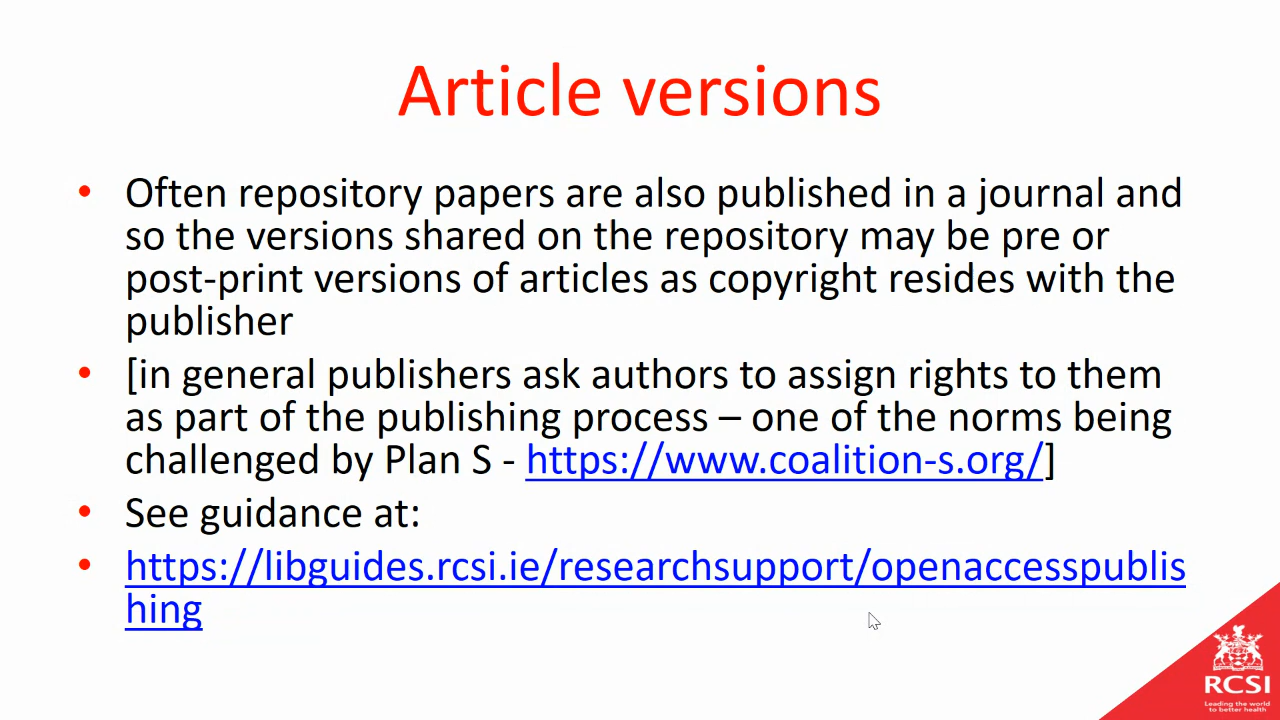 Article versions
• Often repository papers are also published in a journal and
so the versions shared on the repository may be pre or
post-print versions of articles as copyright resides with the
publisher
• [in general publishers ask authors to assign rights to them
as part of the publishing process – one of the norms being
challenged by Plan S - https://www.coalition-s.org/]
• See guidance at:
• https://libguides.rcsi.ie/researchsupport/openaccesspublis
hing
RCSI
Leading the world
to better health